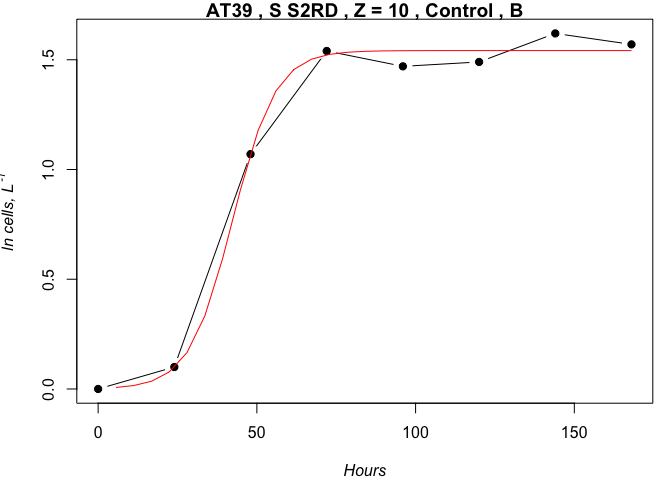 AT39 , S S2RD , Z = 10 , Control , B
1.5
1.0
0.5
0.0
ln cells, L⁻¹
0 50 100 150
Hours